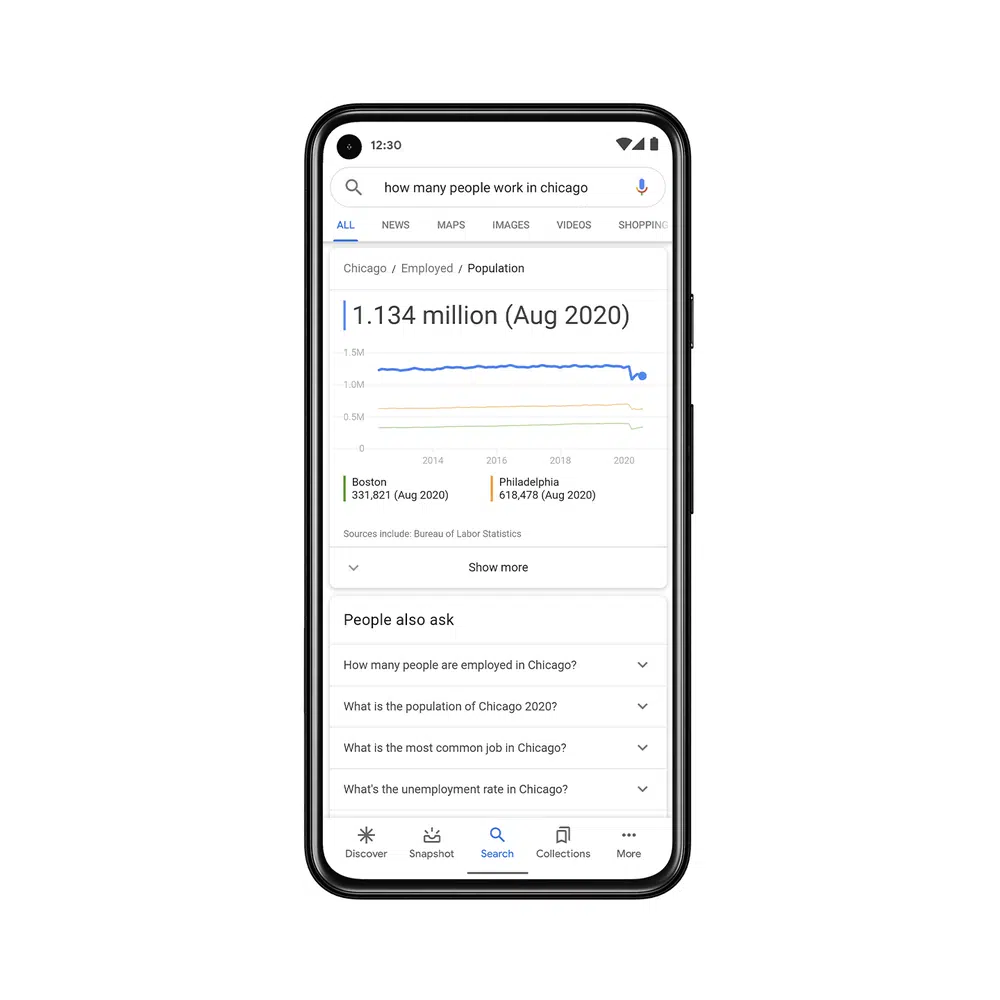 12:30
how many people work in chicago
ALL NEWS MAPS IMAGES VIDEOS SHOPPING
Chicago / Employed / Population
1.134 million (Aug 2020)
1.5M
1.0M
0.5M
0
2014 2016 2018 2020
Boston
331,821 (Aug 2020)
Philadelphia
618,478 (Aug 2020)
Sources include: Bureau of Labor Statistics
Show more
People also ask
How many people are employed in Chicago?
What is the population of Chicago 2020?
What is the most common job in Chicago?
What's the unemployment rate in Chicago?
Discover Snapshot Search Collections More